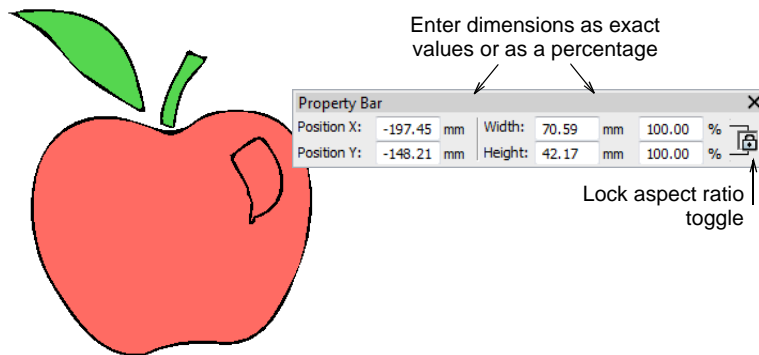 Enter dimensions as exact
values or as a percentage
Property Bar
Position X: -197.45 mm Width: 70.59 mm 100.00 %
Position Y: -148.21 mm Height: 42.17 mm 100.00 %
Lock aspect ratio
toggle